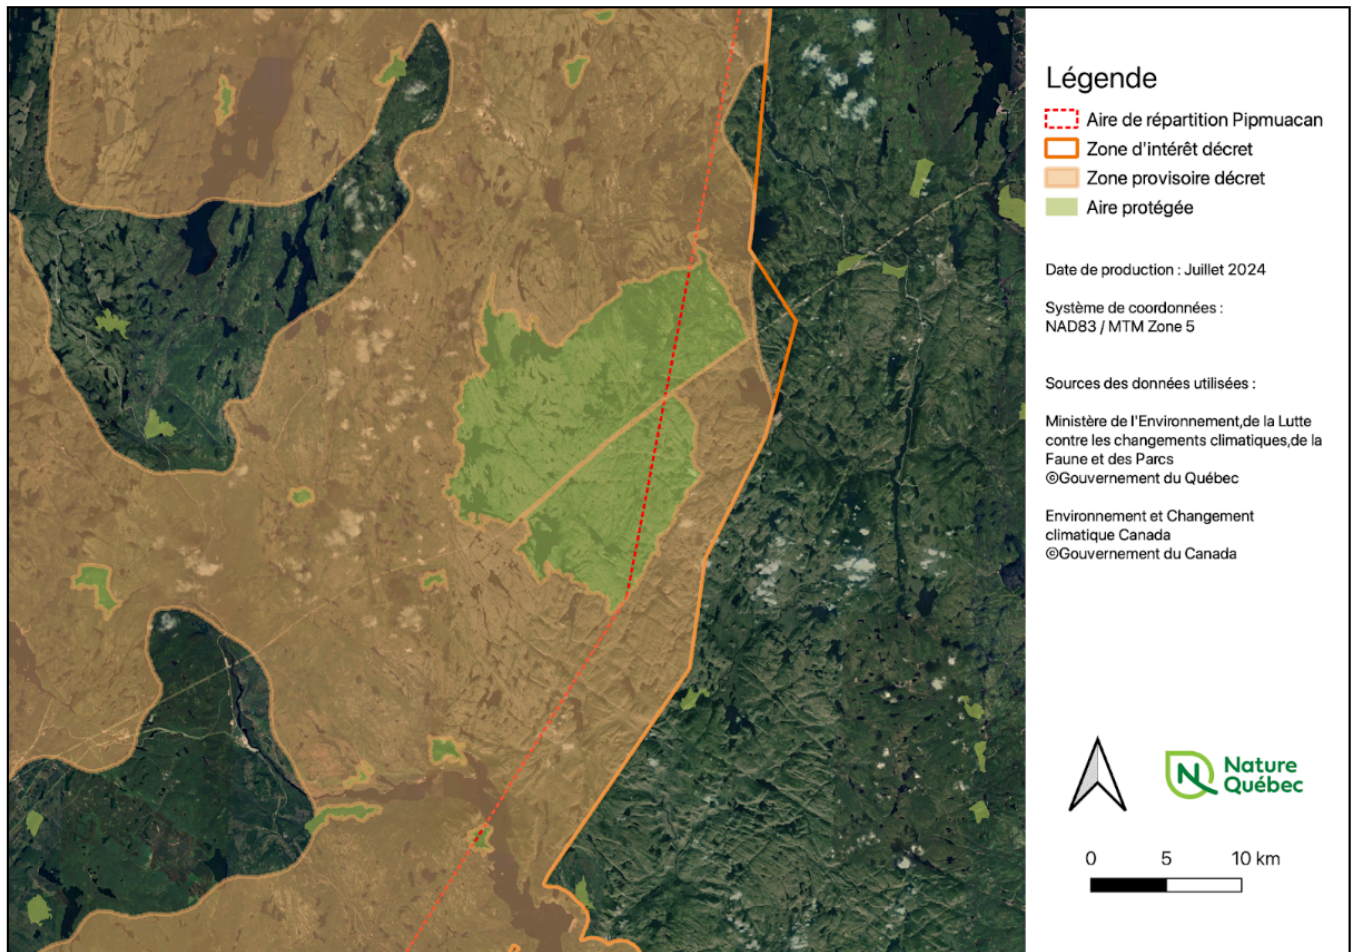 Légende
Aire de répartition Pipmuacan
Zone d'intérêt décret
Zone provisoire décret
Aire protégée
Date de production : Juillet 2024
Système de coordonnées :
NAD83 / MTM Zone 5
Sources des données utilisées :
Ministère de l'Environnement,de la Lutte
contre les changements climatiques,de la
Faune et des Parcs
©Gouvernement du Québec
Environnement et Changement
climatique Canada
©Gouvernement du Canada
N Nature
Québec
0 5 10 km